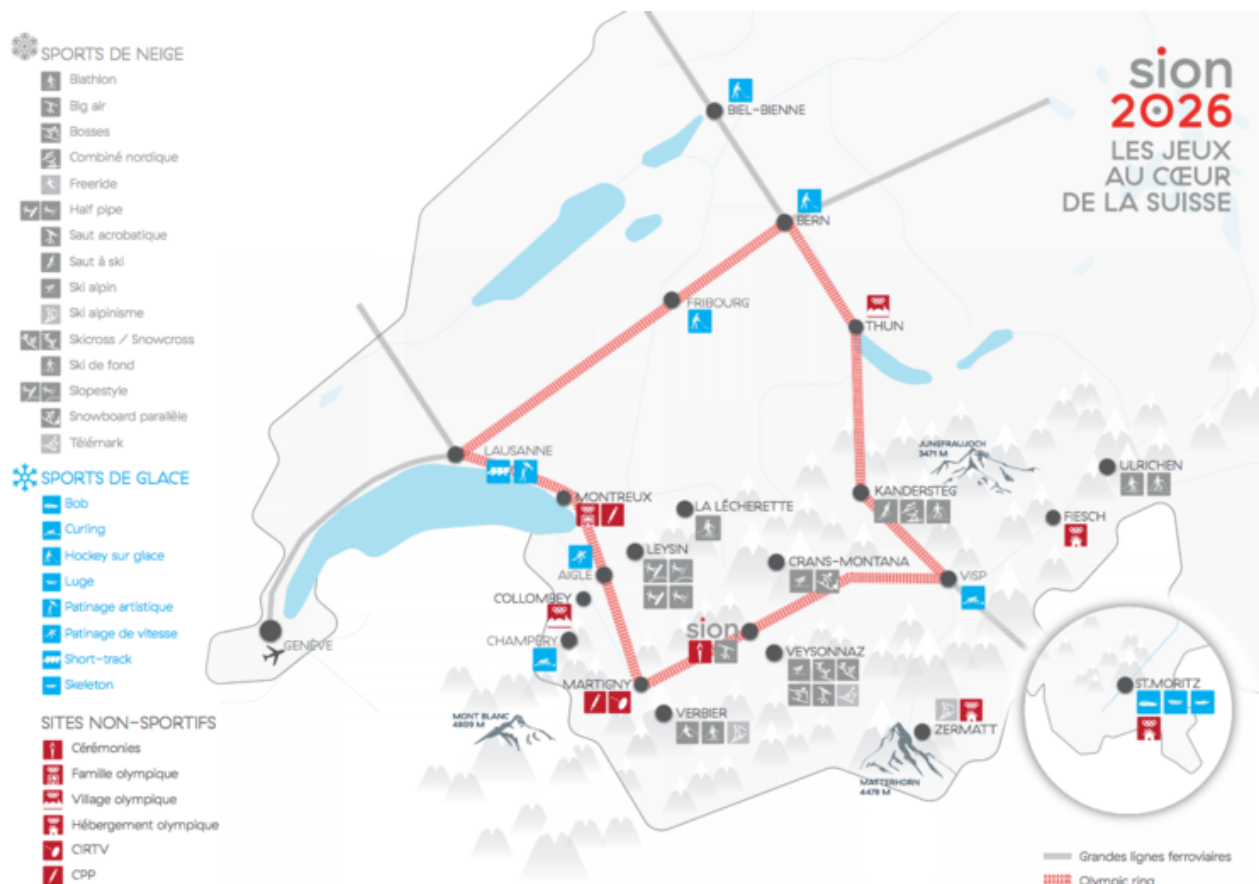 SPORTS DE NEIGE
Biathlon
Big air
Bosses
Combiné nordique
Freeride
Half pipe
Saut acrobatique
Saut à ski
Ski alpin
Ski alpinisme
Skicross / Snowcross
Ski de fond
Slopestyle
Snowboard parallèle
Télémark
SPORTS DE GLACE
Bob
Curling
Hockey sur glace
Luge
Patinage artistique
Patinage de vitesse
Short-track
Skeleton
SITES NON-SPORTIFS
Cérémonies
Famille olympique
Village olympique
Hébergement olympique
CIRTV
CPP
sion
2026
LES JEUX
AU CŒUR
DE LA SUISSE
BIEL-BIENNE
BERN
FRIBOURG
THUN
LAUSANNE
JUNGFRAUJOCH
3471 M
ULRICHEN
MONTREUX
LA LÉCHERETTE
KANDERSTEG
FIESCH
LEYSIN
CRANS-MONTANA
AIGLE
VISP
COLLOMBEY
GENÈVE
CHAMPÉRY
sion
VEYSONNAZ
MARTIGNY
ST.MORITZ
MONT BLANC
4809 M
VERBIER
ZERMATT
MATTERHORN
4478 M
Grandes lignes ferroviaires
Olympic ring